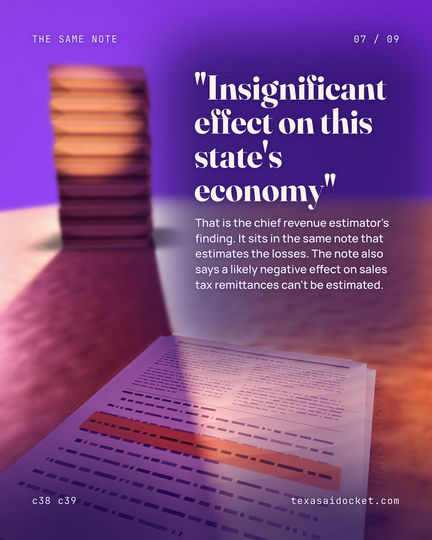 THE SAME NOTE
07 / 09
"Insignificant
effect on this
state's
economy"
That is the chief revenue estimator's
finding. It sits in the same note that
estimates the losses. The note also
says a likely negative effect on sales
tax remittances can't be estimated.
c38 c39
texasaidocket.com